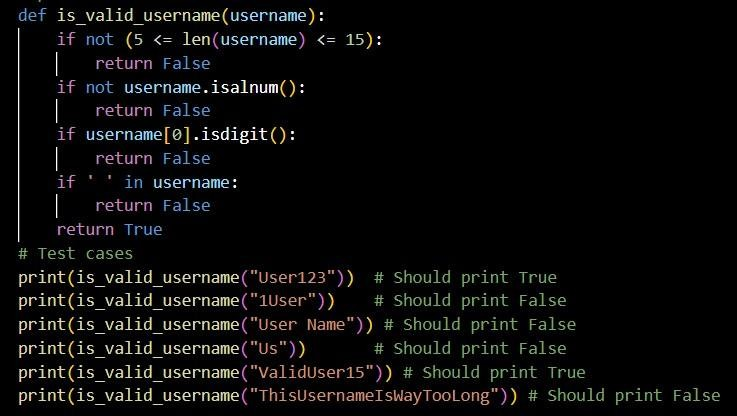 def is_valid_username(username):
    if not (5 <= len(username) <= 15):
        return False
    if not username.isalnum():
        return False
    if username[0].isdigit():
        return False
    if ' ' in username:
        return False
    return True
# Test cases
print(is_valid_username("User123"))  # Should print True
print(is_valid_username("1User"))    # Should print False
print(is_valid_username("User Name")) # Should print False
print(is_valid_username("Us"))       # Should print False
print(is_valid_username("ValidUser15")) # Should print True
print(is_valid_username("ThisUsernameIsWayTooLong")) # Should print False